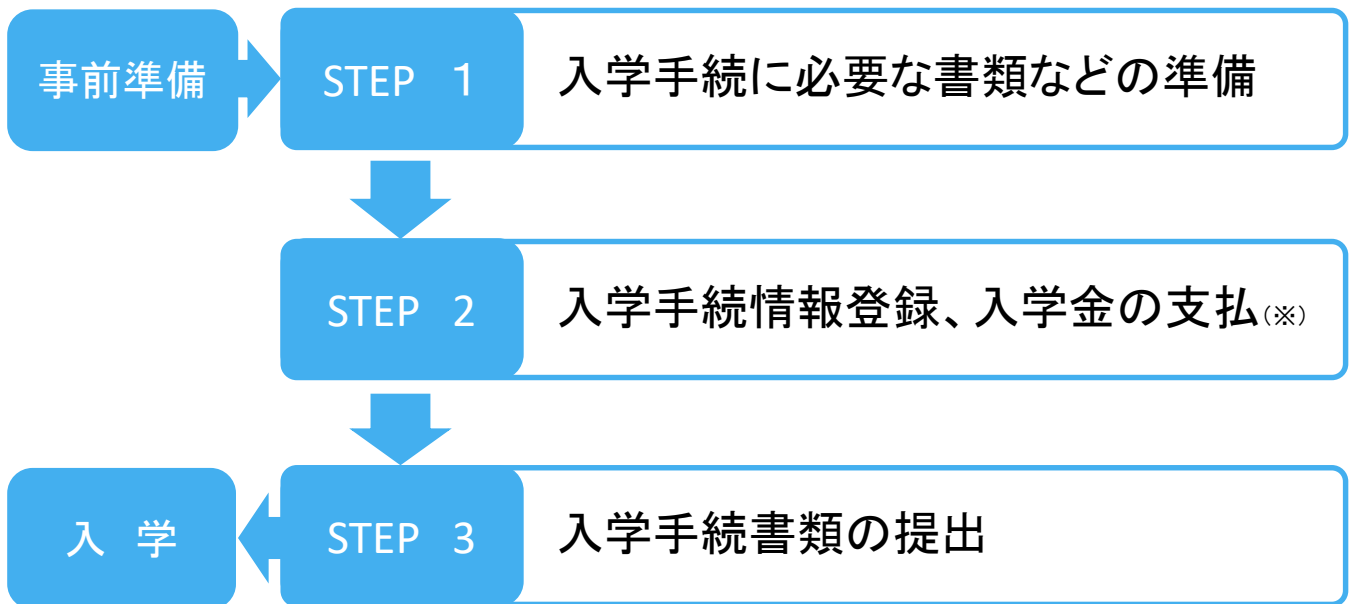 事前準備
STEP 1
入学手続に必要な書類などの準備
STEP 2
入学手続情報登録、入学金の支払(※)
入 学
STEP 3
入学手続書類の提出